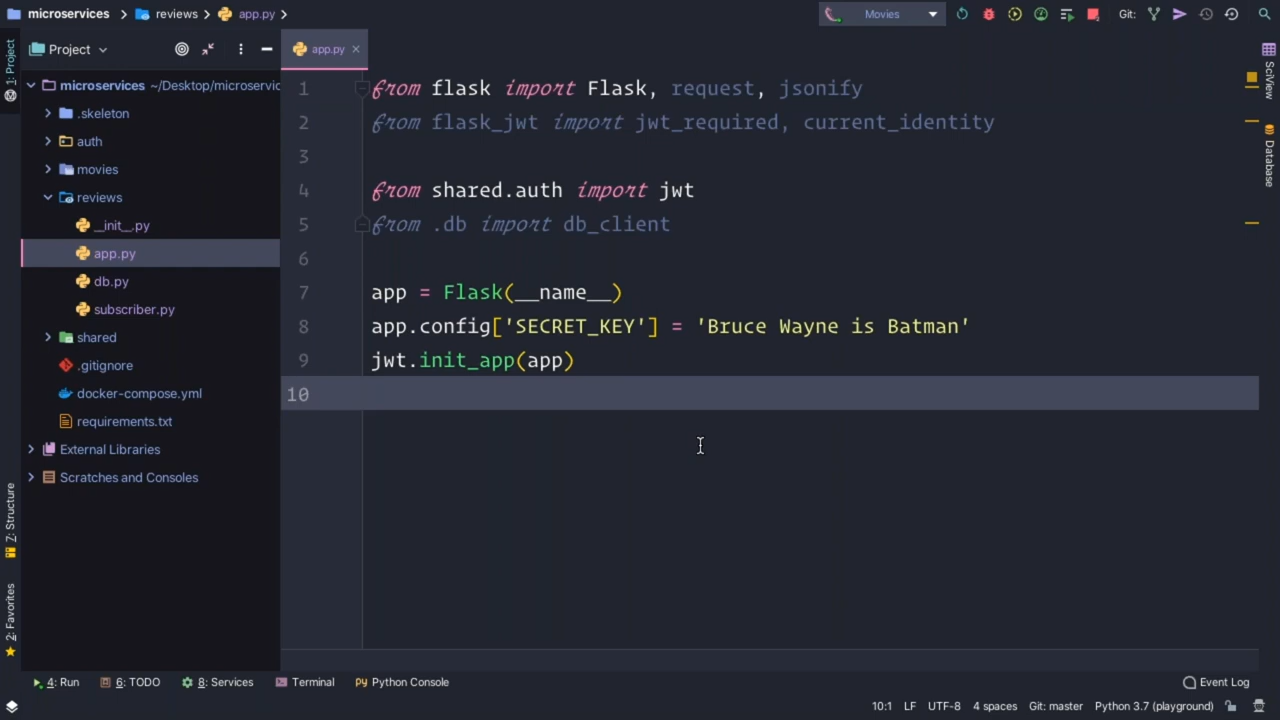 microservices reviews app.py Movies Git:
1: Project
Project
app.py
microservices ~/Desktop/microservic
.skeleton
auth
movies
reviews
__init__.py
app.py
db.py
subscriber.py
shared
.gitignore
docker-compose.yml
requirements.txt
External Libraries
Scratches and Consoles
Z: Structure
2: Favorites
1 from flask import Flask, request, jsonify
2 from flask_jwt import jwt_required, current_identity
3
4 from shared.auth import jwt
5 from .db import db_client
6
7 app = Flask(__name__)
8 app.config['SECRET_KEY'] = 'Bruce Wayne is Batman'
9 jwt.init_app(app)
10
SciView
Database
4: Run 6: TODO 8: Services Terminal Python Console Event Log
10:1 LF UTF-8 4 spaces Git: master Python 3.7 (playground)